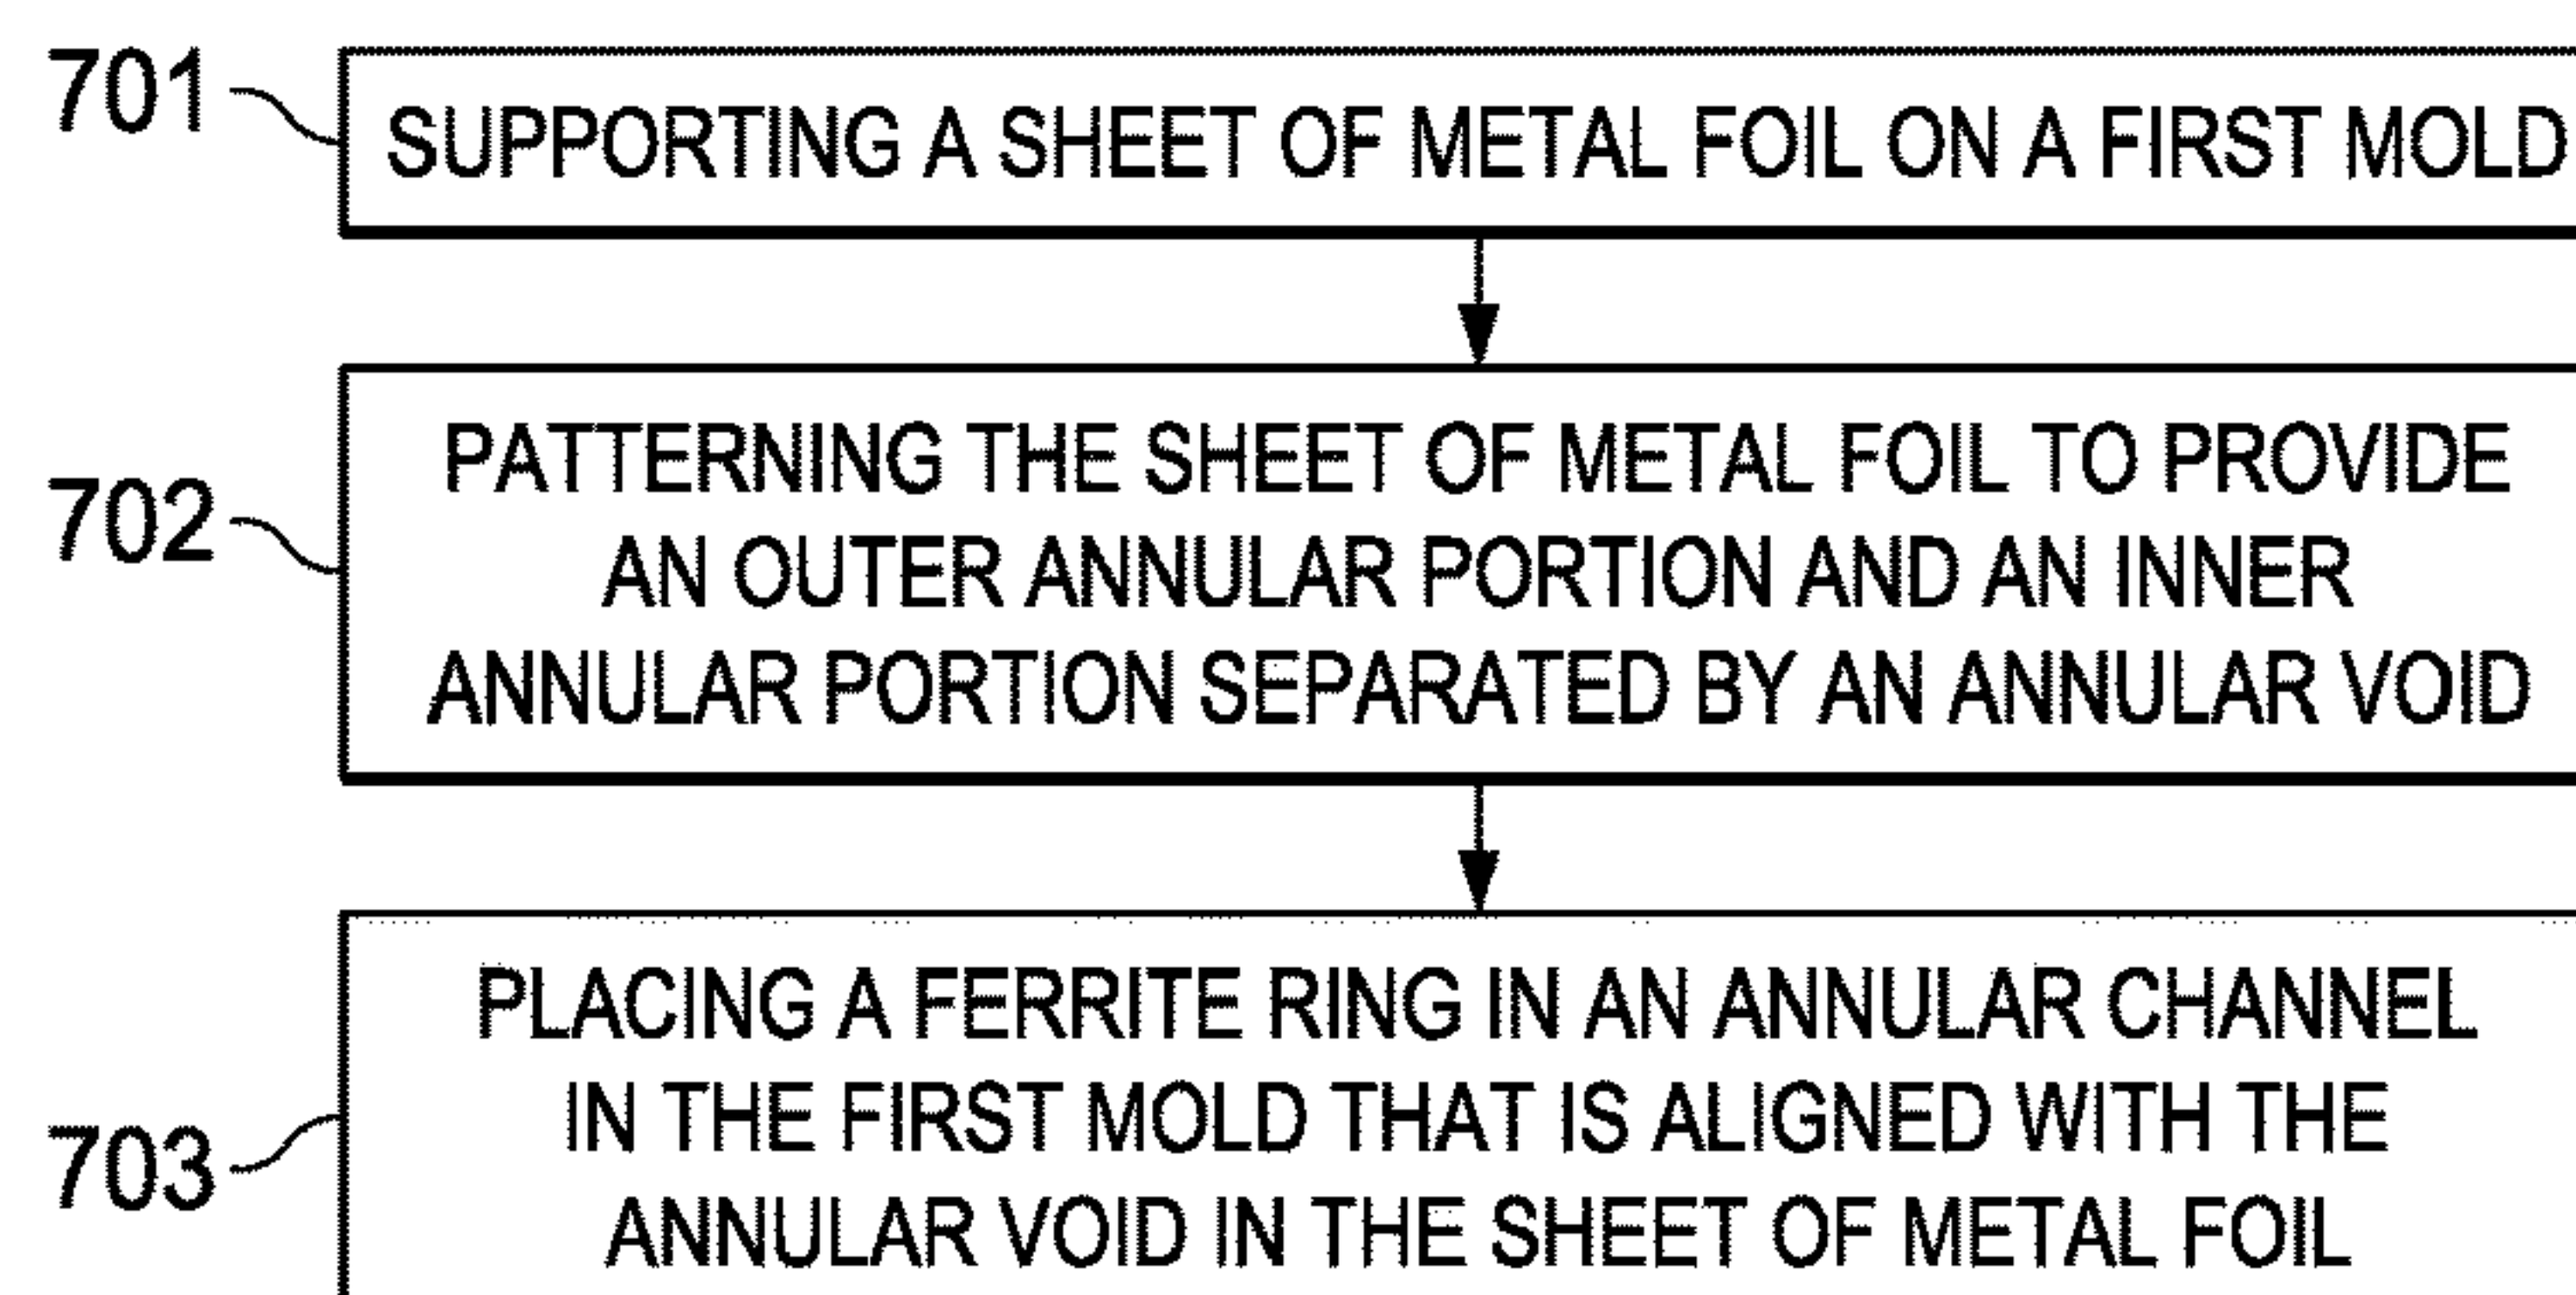 701
SUPPORTING A SHEET OF METAL FOIL ON A FIRST MOLD
702
PATTERNING THE SHEET OF METAL FOIL TO PROVIDE
AN OUTER ANNULAR PORTION AND AN INNER
ANNULAR PORTION SEPARATED BY AN ANNULAR VOID
703
PLACING A FERRITE RING IN AN ANNULAR CHANNEL
IN THE FIRST MOLD THAT IS ALIGNED WITH THE
ANNULAR VOID IN THE SHEET OF METAL FOIL